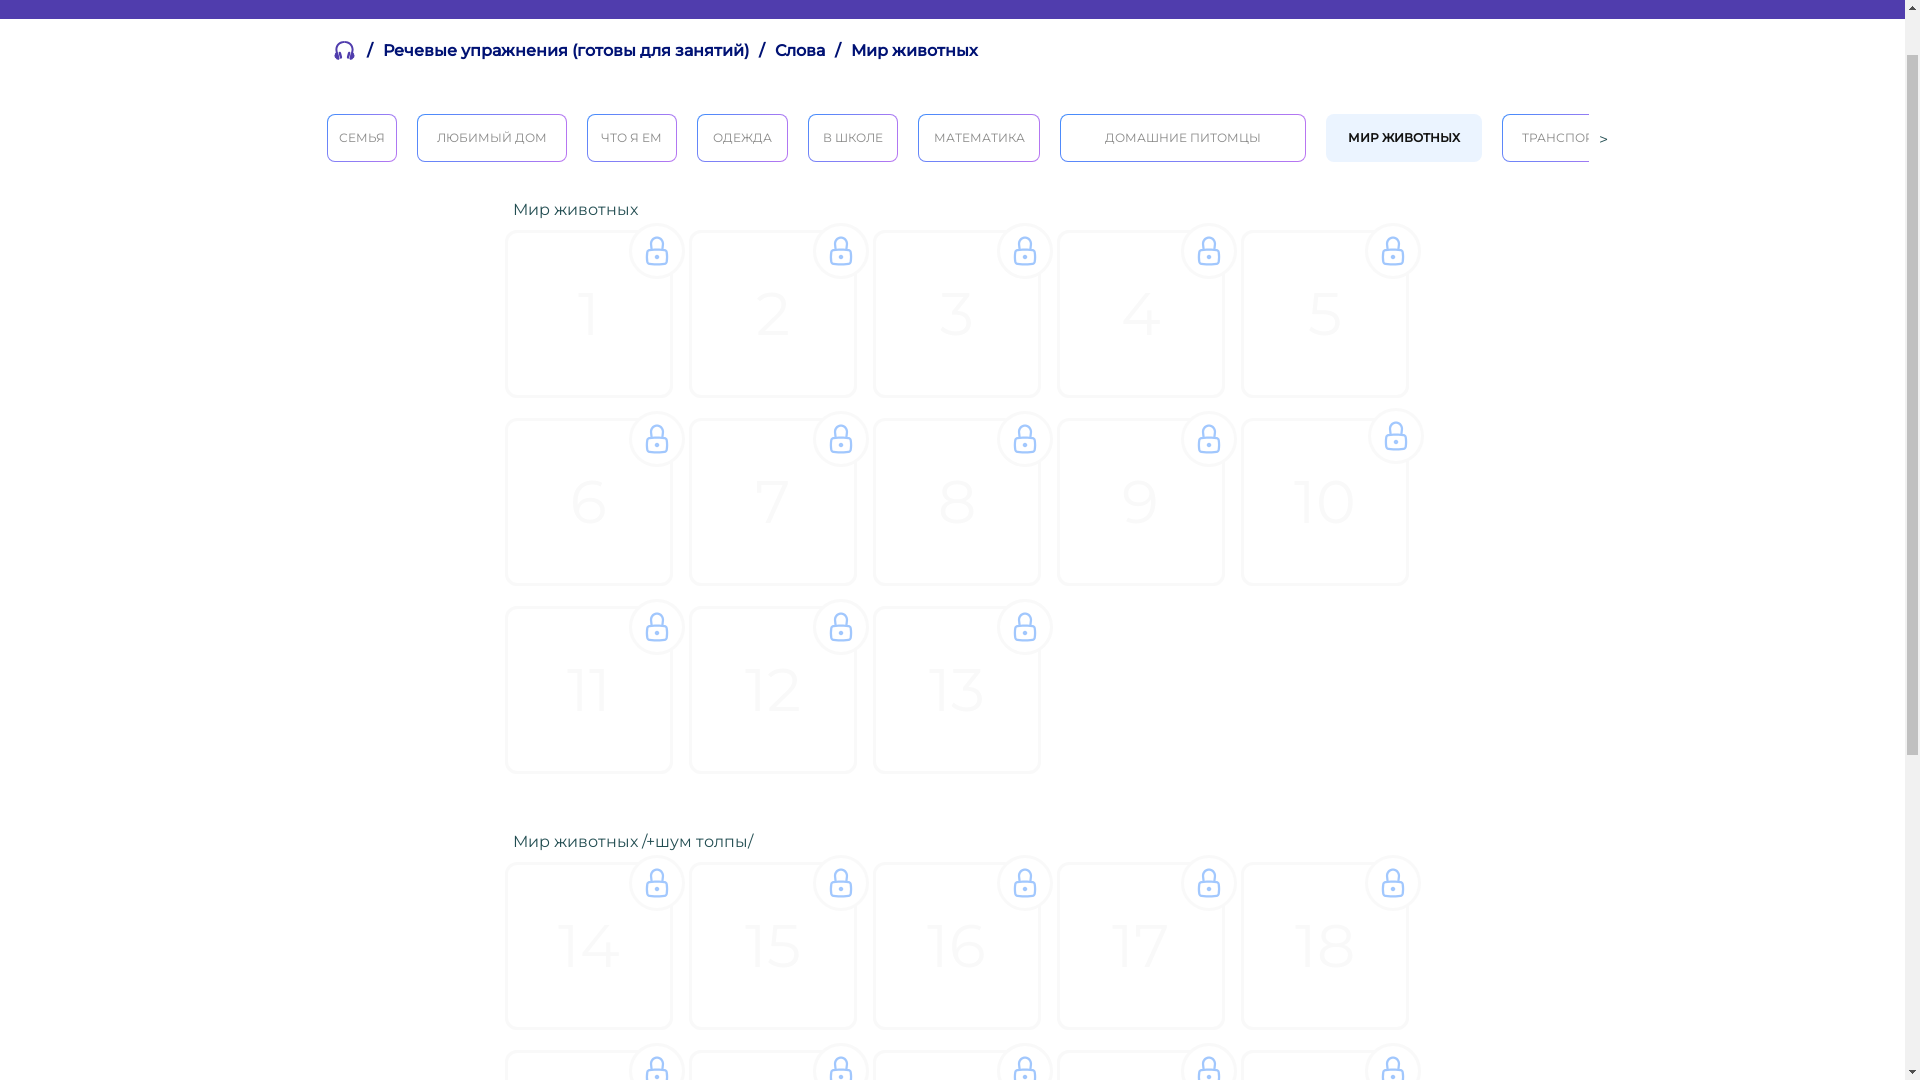 / Речевые упражнения (готовы для занятий) / Слова / Мир животных
СЕМЬЯ ЛЮБИМЫЙ ДОМ ЧТО Я ЕМ ОДЕЖДА В ШКОЛЕ МАТЕМАТИКА ДОМАШНИЕ ПИТОМЦЫ МИР ЖИВОТНЫХ ТРАНСПОР >
Мир животных
1 2 3 4 5
6 7 8 9 10
11 12 13
Мир животных /+шум толпы/
14 15 16 17 18